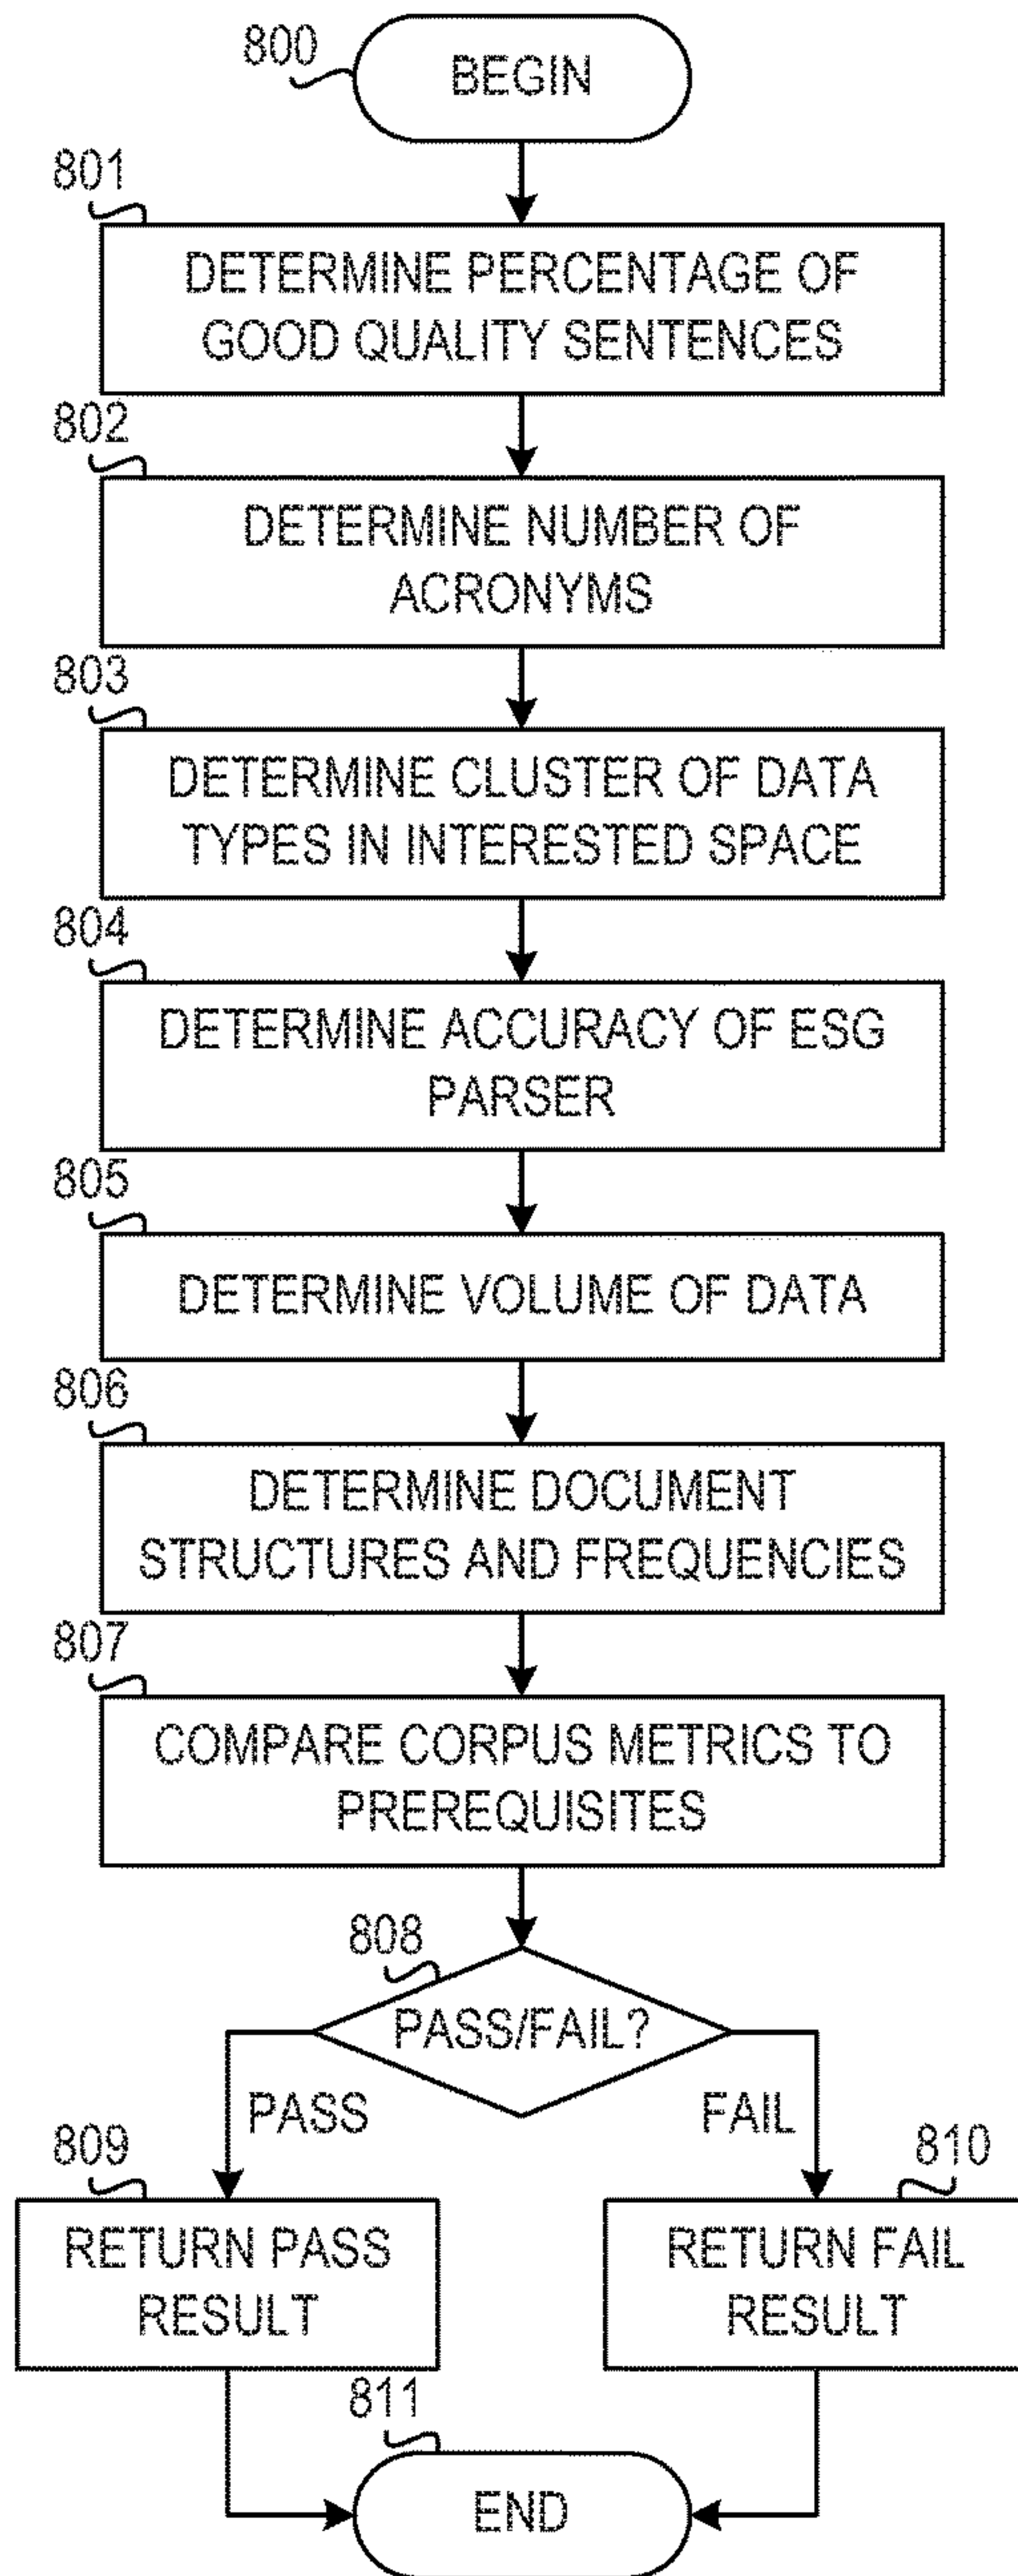 800
BEGIN
801
DETERMINE PERCENTAGE OF
GOOD QUALITY SENTENCES
802
DETERMINE NUMBER OF
ACRONYMS
803
DETERMINE CLUSTER OF DATA
TYPES IN INTERESTED SPACE
804
DETERMINE ACCURACY OF ESG
PARSER
805
DETERMINE VOLUME OF DATA
806
DETERMINE DOCUMENT
STRUCTURES AND FREQUENCIES
807
COMPARE CORPUS METRICS TO
PREREQUISITES
808
PASS/FAIL?
PASS
FAIL
809
810
RETURN PASS
RESULT
RETURN FAIL
RESULT
811
END